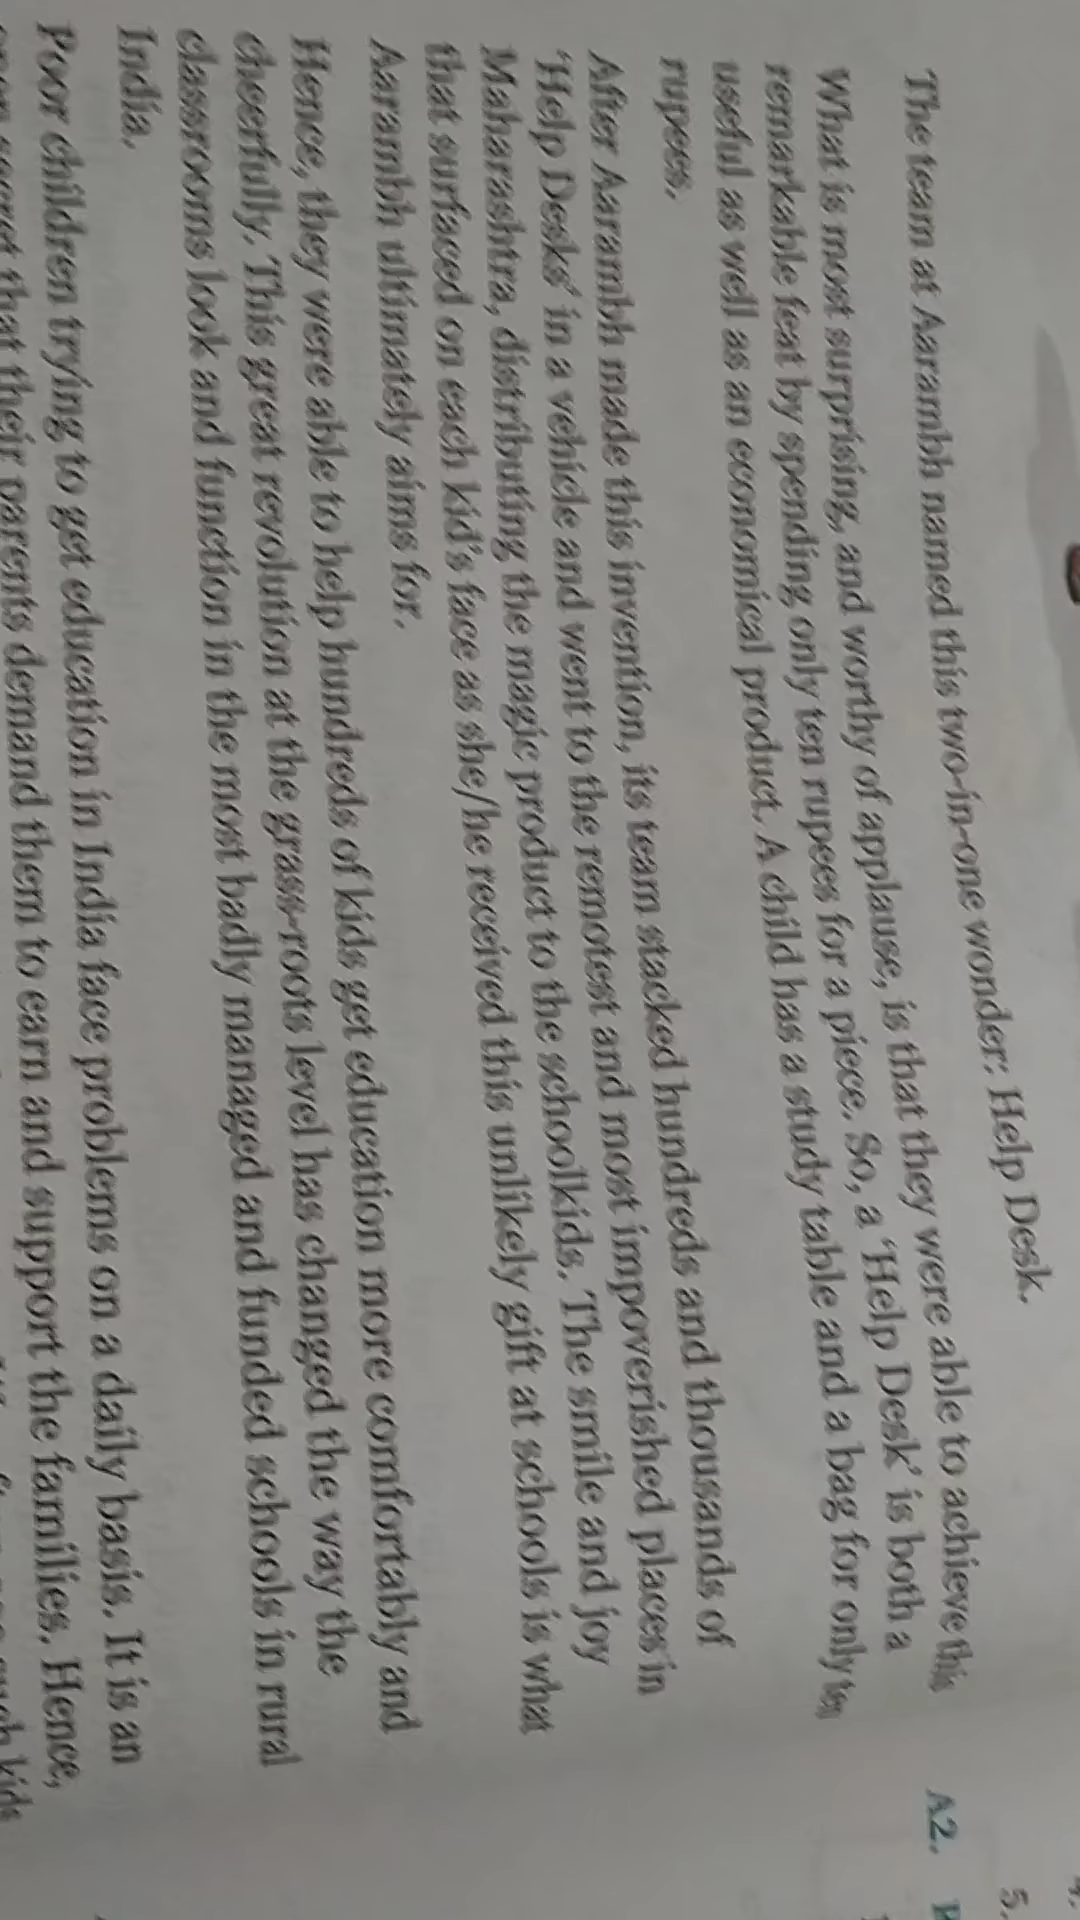 The team at Aarambh named this two-in-one wonder: Help Desk.
What is most surprising, and worthy of applause, is that they were able to achieve this
remarkable feat by spending only ten rupees for a piece. So, a ‘Help Desk’ is both a
useful as well as an economical product. A child has a study table and a bag for only ten
rupees.
After Aarambh made this invention, its team stacked hundreds and thousands of
‘Help Desks’ in a vehicle and went to the remotest and most impoverished places in
Maharashtra, distributing the magic product to the schoolkids. The smile and joy
that surfaced on each kid’s face as she/he received this unlikely gift at schools is what
Aarambh ultimately aims for.
Hence, they were able to help hundreds of kids get education more comfortably and
cheerfully. This great revolution at the grass-roots level has changed the way the
classrooms look and function in the most badly managed and funded schools in rural
India.
Poor children trying to get education in India face problems on a daily basis. It is an
open secret that their parents demand them to earn and support the families. Hence,
kids
4.
5.
A2.